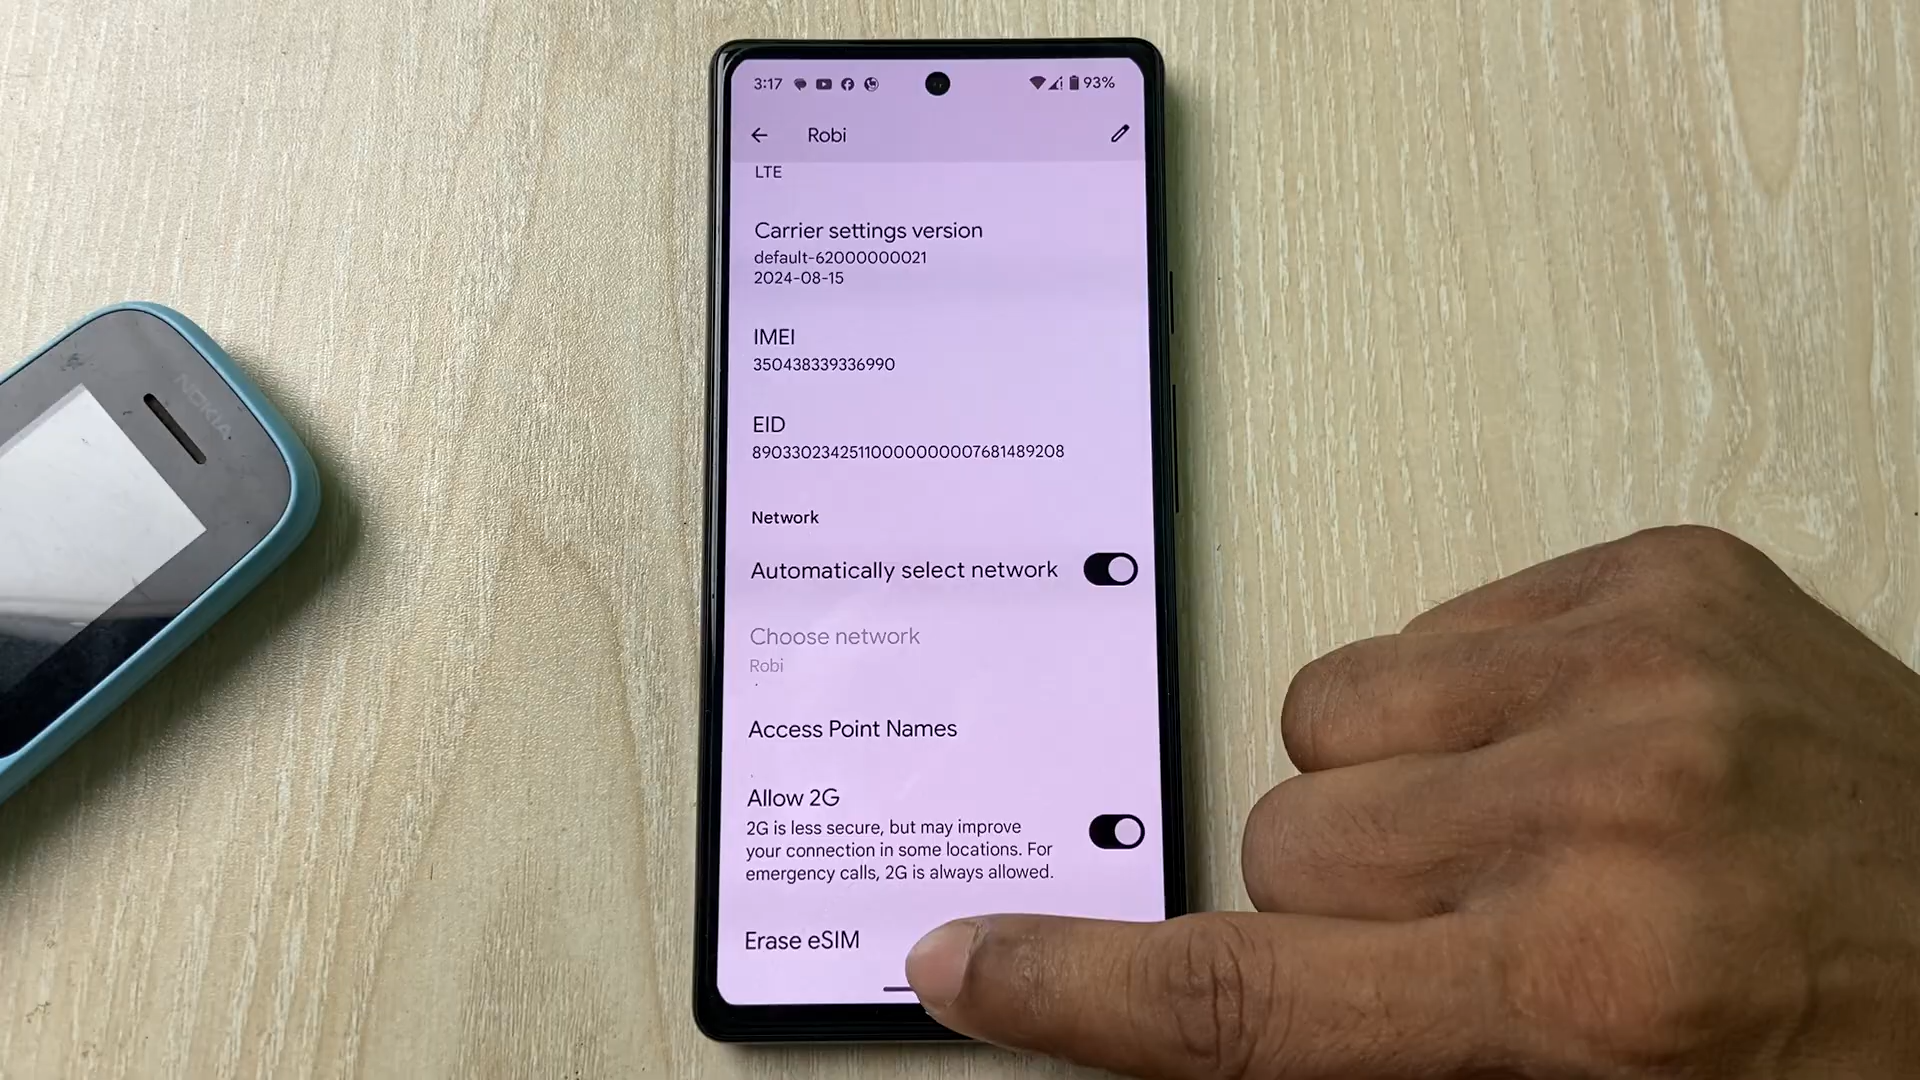 3:17
93%
Robi
LTE
Carrier settings version
default-62000000021
2024-08-15
IMEI
350438339336990
EID
89033023425110000000007681489208
Network
Automatically select network
Choose network
Robi
Access Point Names
Allow 2G
2G is less secure, but may improve
your connection in some locations. For
emergency calls, 2G is always allowed.
Erase eSIM
NOKIA